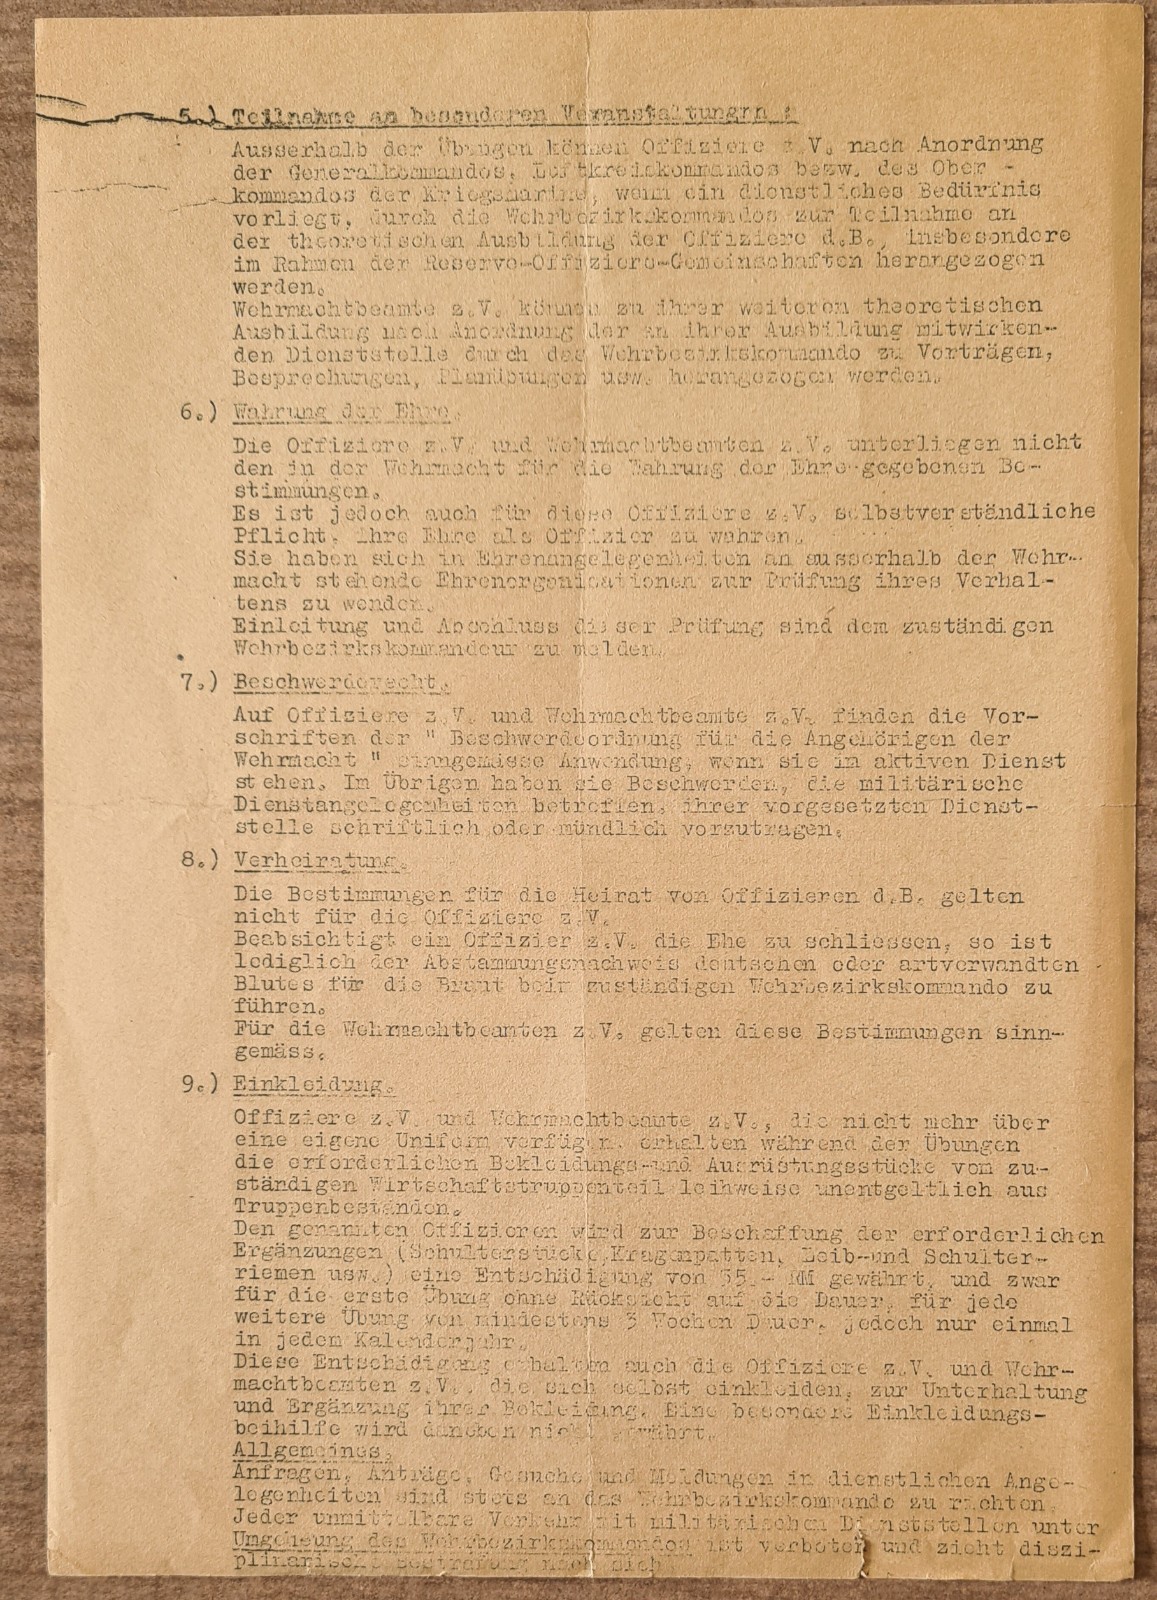 5.) Teilnahme an besonderen Veranstaltungrn :
Ausserhalb der Übungen können Offiziere z.V. nach Anordnung
der Generalkommandos, Luftkreiskommandos bezw. des Ober -
kommandos der Kriegsmarine, wenn ein dienstliches Bedürfnis
vorliegt, durch die Wehrbezirkskommandos zur Teilnahme an
der theoretischen Ausbildung der Offiziere d.B., insbesondere
im Rahmen der Reserve-Offiziers-Gemeinschaften herangezogen
werden.
Wehrmachtbeamte z.V. können zu ihrer weiteren theoretischen
Ausbildung nach Anordnung der an ihrer Ausbildung mitwirken-
den Dienststelle durch das Wehrbezirkskommando zu Vorträgen,
Besprechungen, Planübungen usw. herangezogen werden.
6.) Wahrung der Ehre.
Die Offiziere z.V. und Wehrmachtbeamten z.V. unterliegen nicht
den in der Wehrmacht für die Wahrung der Ehre gegebenen Be-
stimmungen.
Es ist jedoch auch für diese Offiziere z.V. selbstverständliche
Pflicht, ihre Ehre als Offizier zu wahren.
Sie haben sich in Ehrenangelegenheiten an ausserhalb der Wehr-
macht stehende Ehrenorganisationen zur Prüfung ihres Verhal-
tens zu wenden.
Einleitung und Abschluss dieser Prüfung sind dem zuständigen
Wehrbezirkskommandeur zu melden.
7.) Beschwerderecht.
Auf Offiziere z.V. und Wehrmachtbeamte z.V. finden die Vor-
schriften der " Beschwerdeordnung für die Angehörigen der
Wehrmacht " sinngemässe Anwendung, wenn sie im aktiven Dienst
stehen. Im Übrigen haben sie Beschwerden, die militärische
Dienstangelegenheiten betreffen, ihrer vorgesetzten Dienst-
stelle schriftlich oder mündlich vorzutragen.
8.) Verheiratung.
Die Bestimmungen für die Heirat von Offizieren d.B. gelten
nicht für die Offiziere z.V.
Beabsichtigt ein Offizier z.V. die Ehe zu schliessen, so ist
lediglich der Abstammungsnachweis deutschen oder artverwandten
Blutes für die Braut beim zuständigen Wehrbezirkskommando zu
führen.
Für die Wehrmachtbeamten z.V. gelten diese Bestimmungen sinn-
gemäss.
9.) Einkleidung.
Offiziere z.V. und Wehrmachtbeamte z.V., die nicht mehr über
eine eigene Uniform verfügen, erhalten während der Übungen
die erforderlichen Bekleidungs-und Ausrüstungsstücke vom zu-
ständigen Wirtschaftstruppenteil leihweise unentgeltlich aus
Truppenbeständen.
Den genannten Offizieren wird zur Beschaffung der erforderlichen
Ergänzungen (Schulterstücke,Kragenpatten, Leib-und Schulter-
riemen usw.) eine Entschädigung von RM gewährt, und zwar
für die erste Übung ohne Rücksicht auf die Dauer, für jede
weitere Übung von mindestens 3 Wochen Dauer, jedoch nur einmal
in jedem Kalenderjahr.
Diese Entschädigung erhalten auch die Offiziere z.V. und Wehr-
machtbeamten z.V., die sich selbst einkleiden, zur Unterhaltung
und Ergänzung ihrer Bekleidung. Eine besondere Einkleidungs-
beihilfe wird daneben nicht gewährt.
Allgemeines.
Anfragen, Anträge, Gesuche und Meldungen in dienstlichen Ange-
legenheiten sind stets an das Wehrbezirkskommando zu richten.
Jeder unmittelbare Verkehr mit militärischen Dienststellen unter
Umgehung des Wehrbezirkskommandos ist verboten und zieht diszi-
plinarische Bestrafung nach sich